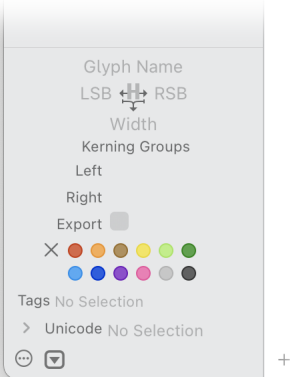 Glyph Name
LSB H RSB
Width
Kerning Groups
Left
Right
Export
Tags No Selection
Unicode No Selection